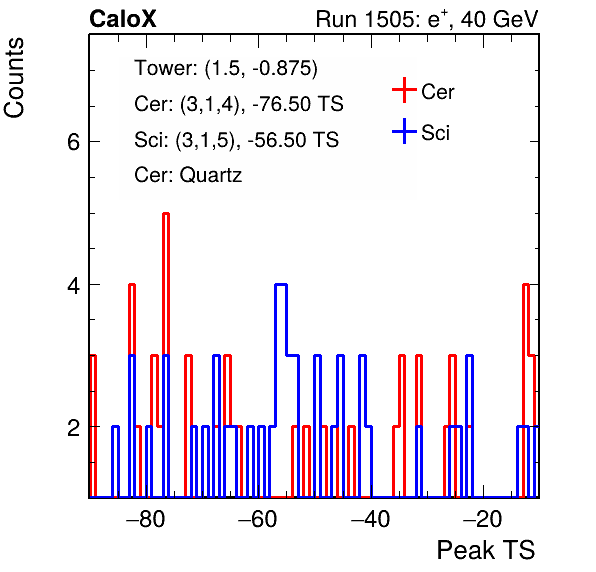 CaloX Run 1505: e⁺, 40 GeV
Counts
Tower: (1.5, -0.875)
Cer: (3,1,4), -76.50 TS
Sci: (3,1,5), -56.50 TS
Cer: Quartz
Cer
Sci
6
4
2
−80 −60 −40 −20
Peak TS